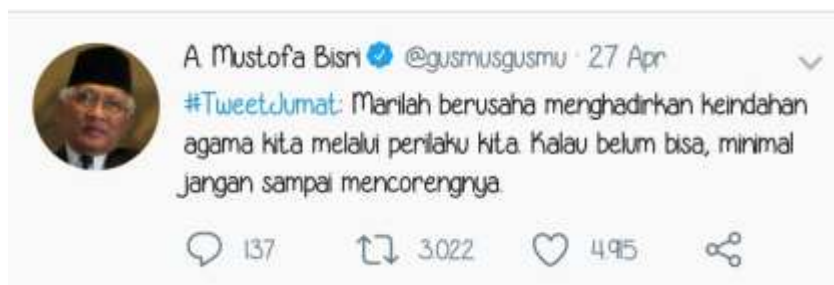 A. Mustofa Bisri @gusmusgusmu · 27 Apr
#TweetJumat: Marilah berusaha menghadirkan keindahan
agama kita melalui perilaku kita. Kalau belum bisa, minimal
jangan sampai mencorengnya.
137 3.022 4.915